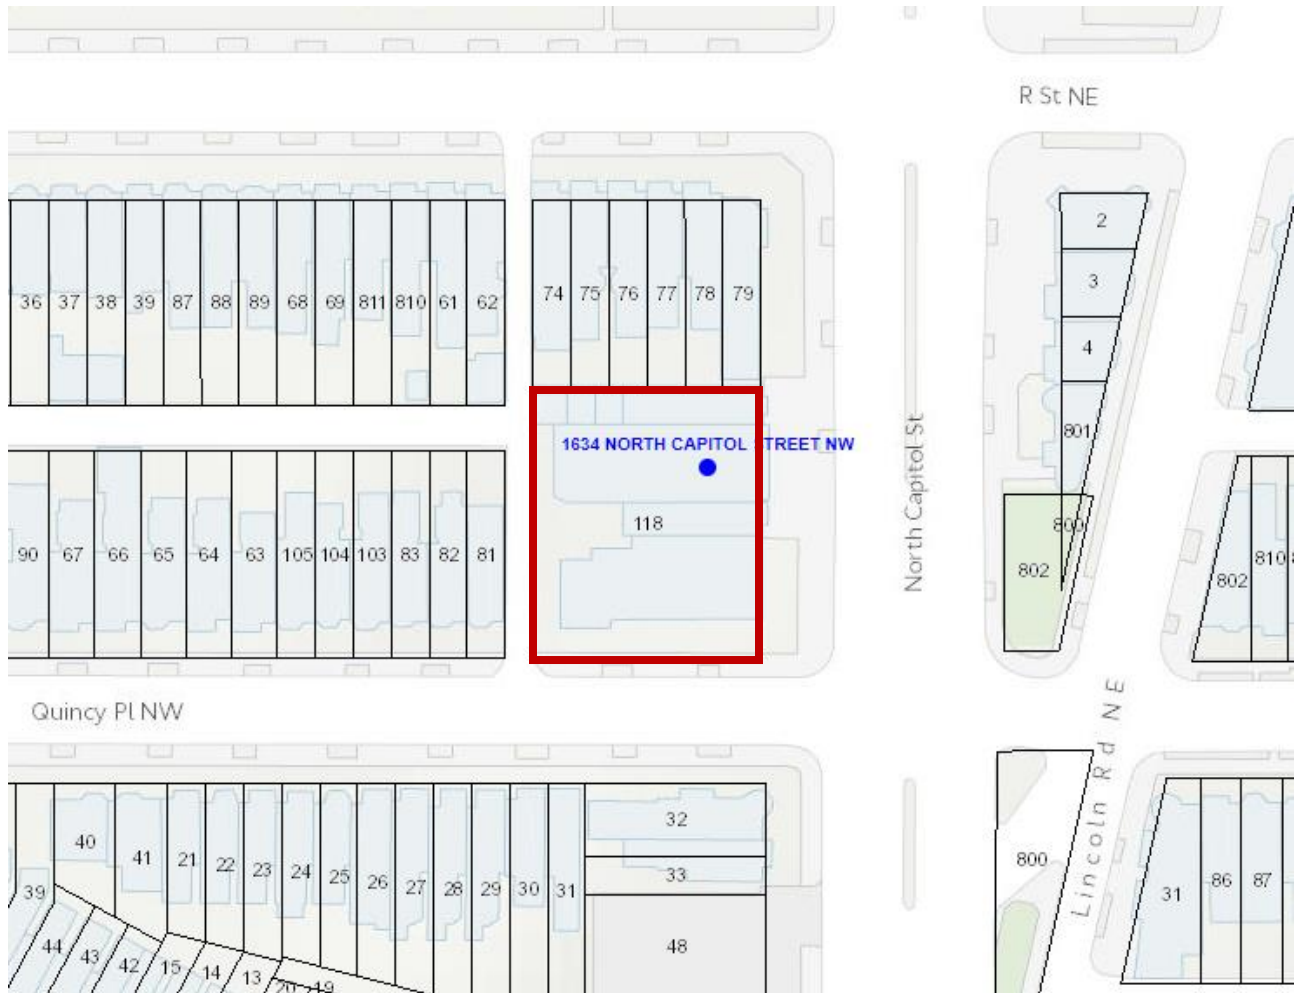 R St NE
2
36 37 38 39 87 88 89 68 69 811 810 61 62 74 75 76 77 78 79
3
4
801
1634 NORTH CAPITOL STREET NW
North Capitol St
118
800
802
90 67 66 65 64 63 105 104 103 83 82 81
802 810
Quincy Pl NW
Lincoln Rd NE
32
33
40 41 21 22 23 24 25 26 27 28 29 30 31
800
31 86 87
39
48
44 43 42 15 14 13 20 19